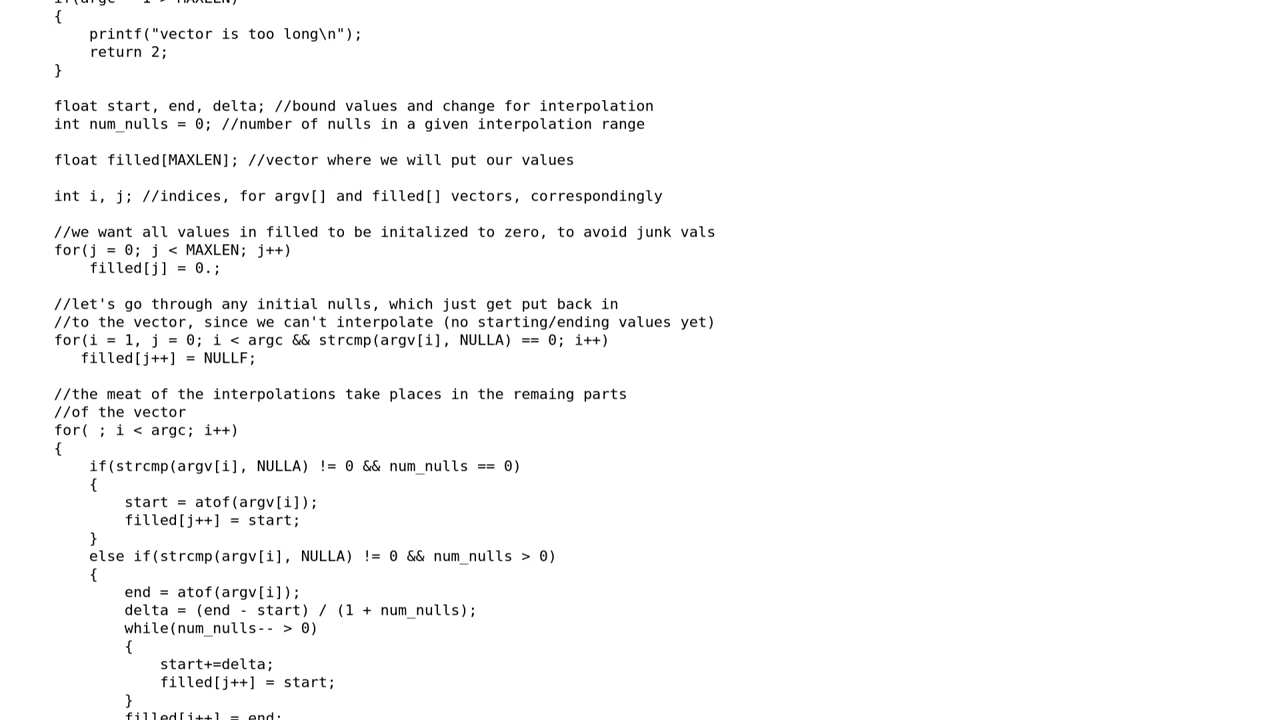 {
    printf("vector is too long\n");
    return 2;
}

float start, end, delta; //bound values and change for interpolation
int num_nulls = 0; //number of nulls in a given interpolation range

float filled[MAXLEN]; //vector where we will put our values

int i, j; //indices, for argv[] and filled[] vectors, correspondingly

//we want all values in filled to be initalized to zero, to avoid junk vals
for(j = 0; j < MAXLEN; j++)
    filled[j] = 0.;

//let's go through any initial nulls, which just get put back in
//to the vector, since we can't interpolate (no starting/ending values yet)
for(i = 1, j = 0; i < argc && strcmp(argv[i], NULLA) == 0; i++)
   filled[j++] = NULLF;

//the meat of the interpolations take places in the remaing parts
//of the vector
for( ; i < argc; i++)
{
    if(strcmp(argv[i], NULLA) != 0 && num_nulls == 0)
    {
        start = atof(argv[i]);
        filled[j++] = start;
    }
    else if(strcmp(argv[i], NULLA) != 0 && num_nulls > 0)
    {
        end = atof(argv[i]);
        delta = (end - start) / (1 + num_nulls);
        while(num_nulls-- > 0)
        {
            start+=delta;
            filled[j++] = start;
        }
        filled[j++] = end;